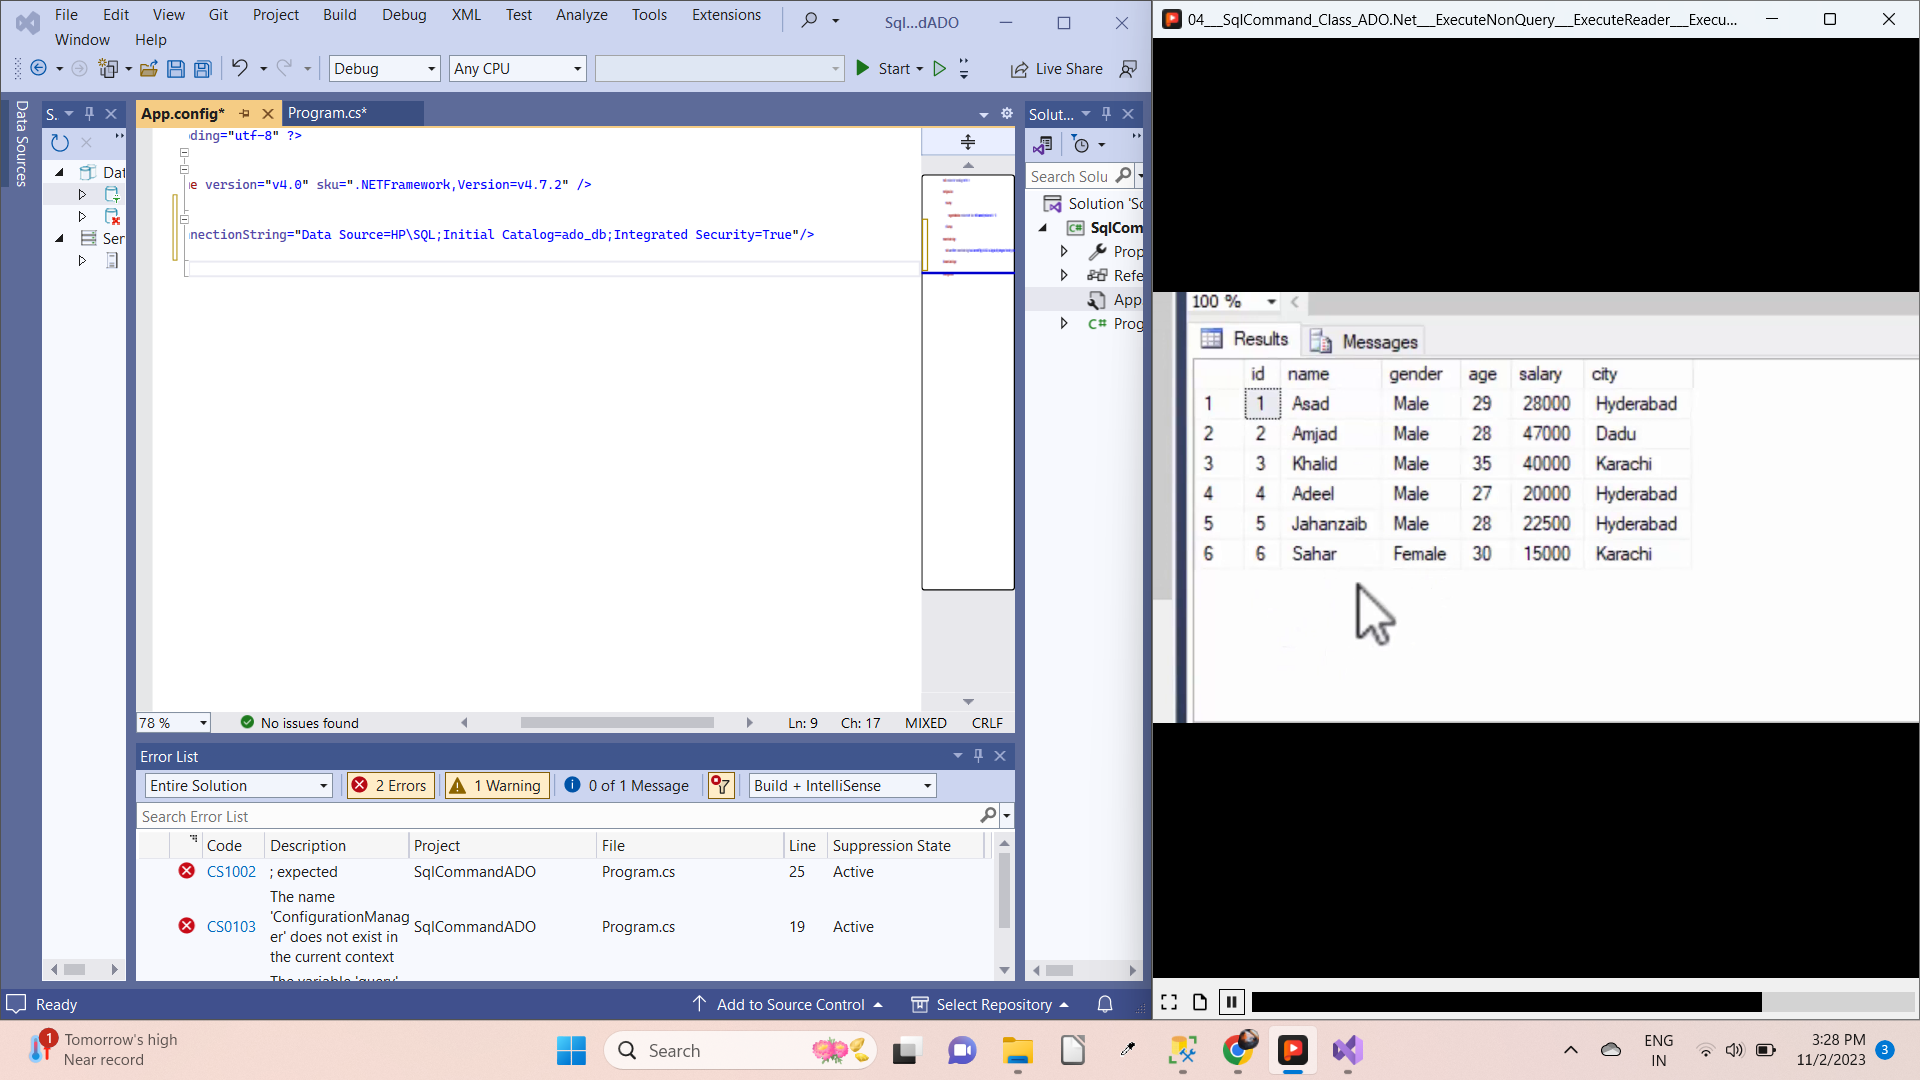 File Edit View Git Project Build Debug XML Test Analyze Tools Extensions
Window Help
Sql...dADO
Debug
Any CPU
Start
Live Share
Data Sources
S.
App.config*
Program.cs*
Solut...
ding="utf-8" ?>
e version="v4.0" sku=".NETFramework,Version=v4.7.2" />
nectionString="Data Source=HP\SQL;Initial Catalog=ado_db;Integrated Security=True"/>
Dat
Ser
Search Solu
Solution 'Sc
SqlCom
Prop
Refe
App
Prog
78 %
No issues found
Ln: 9 Ch: 17 MIXED CRLF
Error List
Entire Solution
2 Errors
1 Warning
0 of 1 Message
Build + IntelliSense
Search Error List
Code Description Project File Line Suppression State
CS1002 ; expected SqlCommandADO Program.cs 25 Active
CS0103 The name 'ConfigurationManag
er' does not exist in
the current context SqlCommandADO Program.cs 19 Active
The variable 'query'
Ready
Add to Source Control
Select Repository
04___SqlCommand_Class_ADO.Net___ExecuteNonQuery___ExecuteReader___Execu...
100 %
Results Messages
id name gender age salary city
1 1 Asad Male 29 28000 Hyderabad
2 2 Amjad Male 28 47000 Dadu
3 3 Khalid Male 35 40000 Karachi
4 4 Adeel Male 27 20000 Hyderabad
5 5 Jahanzaib Male 28 22500 Hyderabad
6 6 Sahar Female 30 15000 Karachi
1
Tomorrow's high
Near record
Search
ENG
IN
3:28 PM
11/2/2023
3